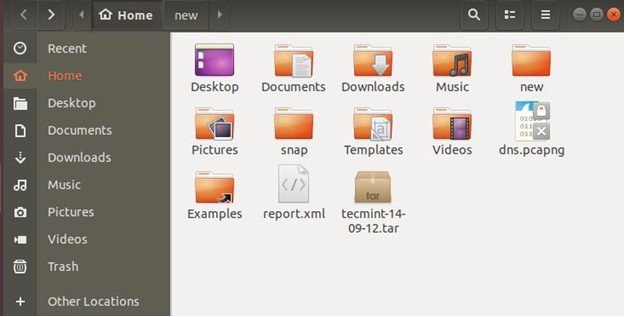 Home new
Recent
Home
Desktop
Documents
Downloads
Music
Pictures
Videos
Trash
Other Locations
Desktop Documents Downloads Music new
Pictures snap Templates Videos dns.pcapng
Examples report.xml tecmint-14-
09-12.tar
tar